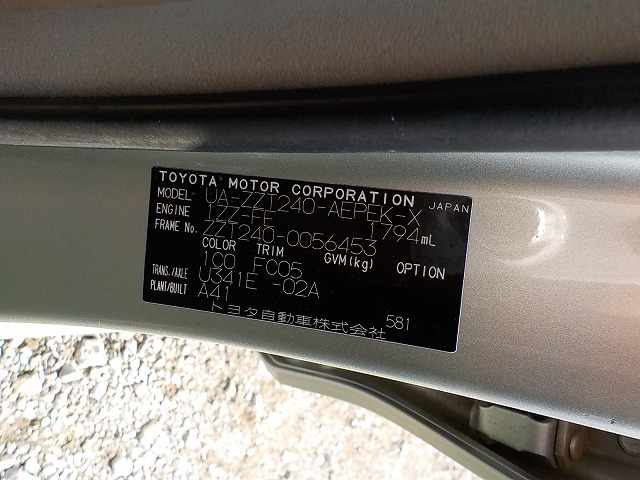 TOYOTA MOTOR CORPORATION JAPAN
MODEL UA-ZZT240-AEPEK-X
ENGINE 1ZZ-FE 1794mL
FRAME No. ZZT240-0056453
COLOR TRIM GVM(kg) OPTION
1C0 FC05
TRANS./AXLE U341E -02A
PLANT/BUILT A41
トヨタ自動車株式会社 581